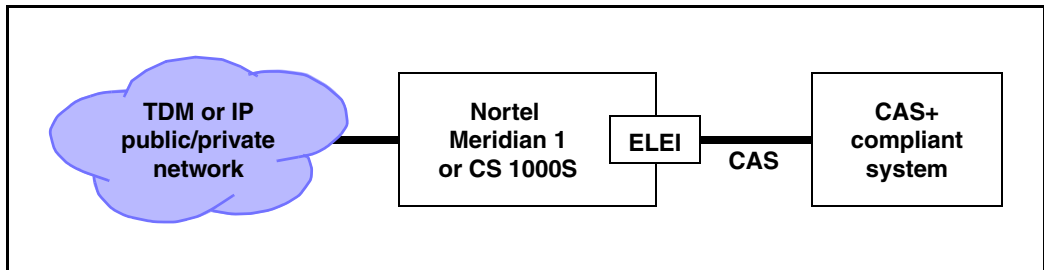 TDM or IP
public/private
network
Nortel
Meridian 1
or CS 1000S
ELEI
CAS
CAS+
compliant
system